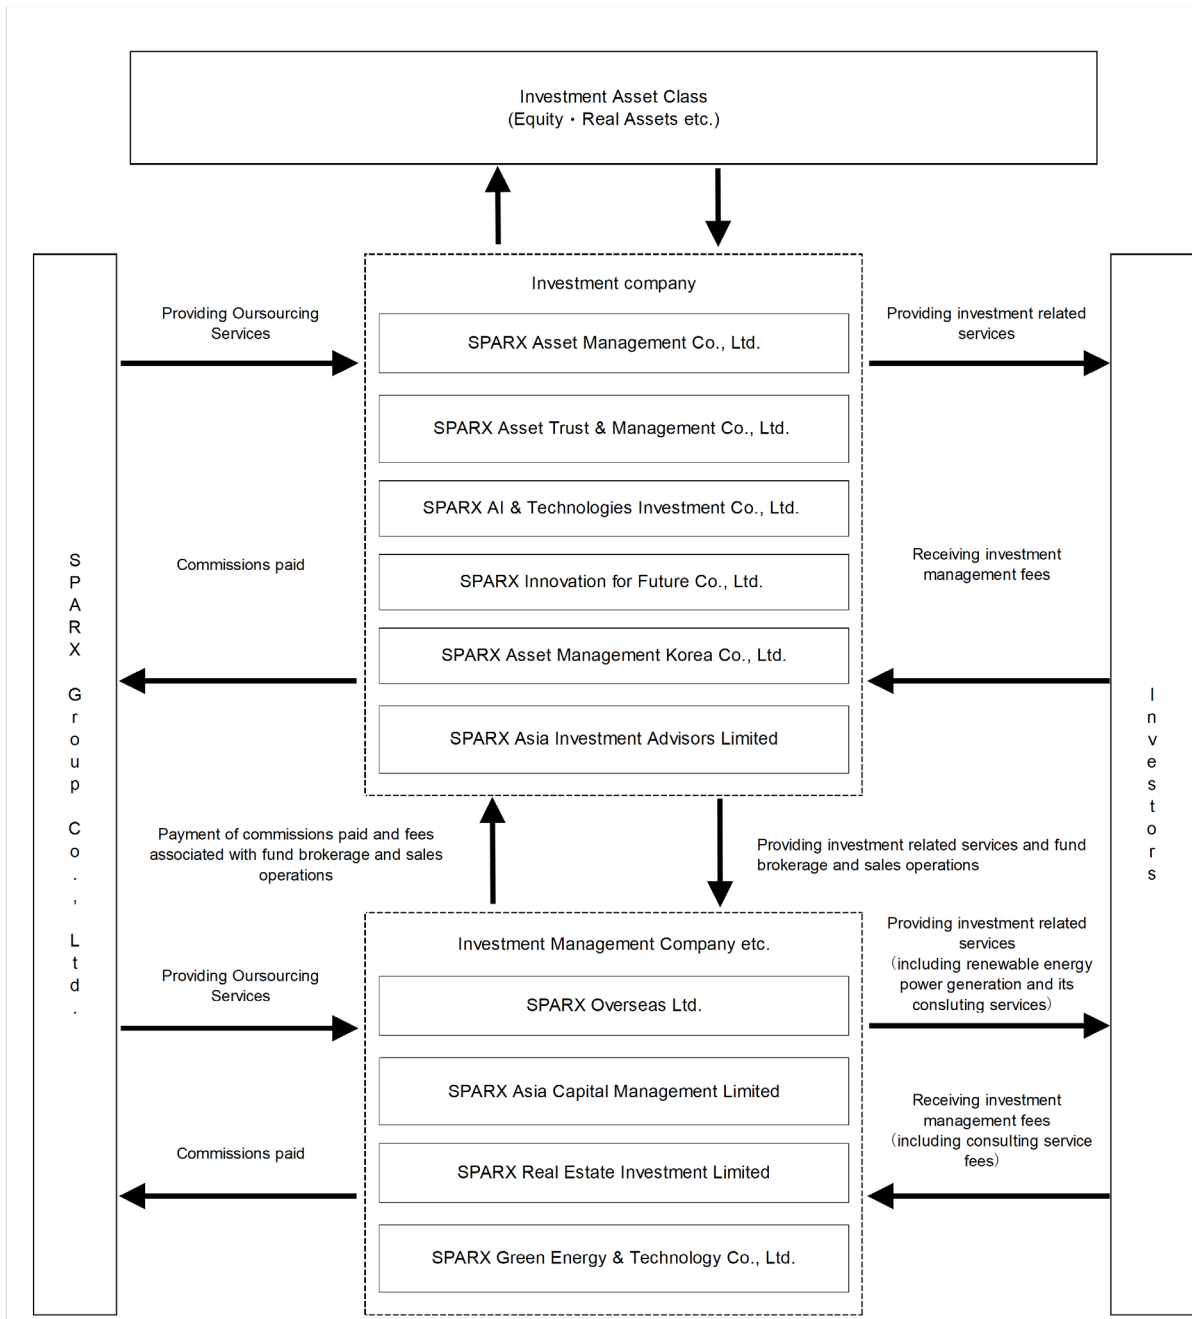 Investment Asset Class
(Equity・Real Assets etc.)
Investment company
Providing Oursourcing
Services
SPARX Asset Management Co., Ltd.
Providing investment related
services
SPARX Asset Trust & Management Co., Ltd.
SPARX AI & Technologies Investment Co., Ltd.
Commissions paid
SPARX Innovation for Future Co., Ltd.
Receiving investment
management fees
SPARX Asset Management Korea Co., Ltd.
SPARX Asia Investment Advisors Limited
SPARX Group Co., Ltd.
Investors
Payment of commissions paid and fees
associated with fund brokerage and sales
operations
Providing investment related services and fund
brokerage and sales operations
Investment Management Company etc.
Providing Oursourcing
Services
SPARX Overseas Ltd.
Providing investment related
services
（including renewable energy
power generation and its
consluting services）
SPARX Asia Capital Management Limited
Commissions paid
SPARX Real Estate Investment Limited
Receiving investment
management fees
（including consulting service
fees）
SPARX Green Energy & Technology Co., Ltd.